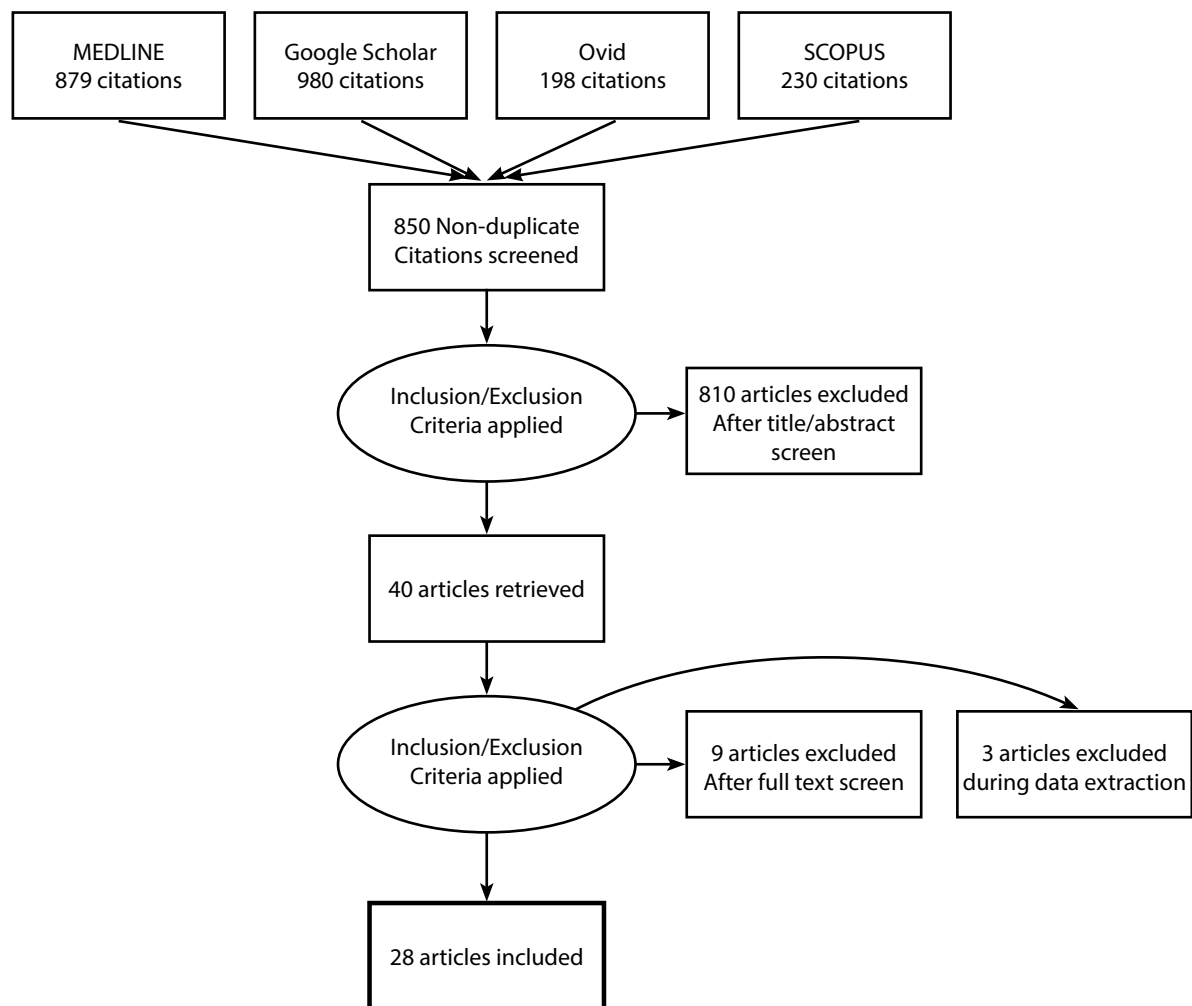 MEDLINE
879 citations
Google Scholar
980 citations
Ovid
198 citations
SCOPUS
230 citations
850 Non-duplicate
Citations screened
Inclusion/Exclusion
Criteria applied
810 articles excluded
After title/abstract
screen
40 articles retrieved
Inclusion/Exclusion
Criteria applied
9 articles excluded
After full text screen
3 articles excluded
during data extraction
28 articles included